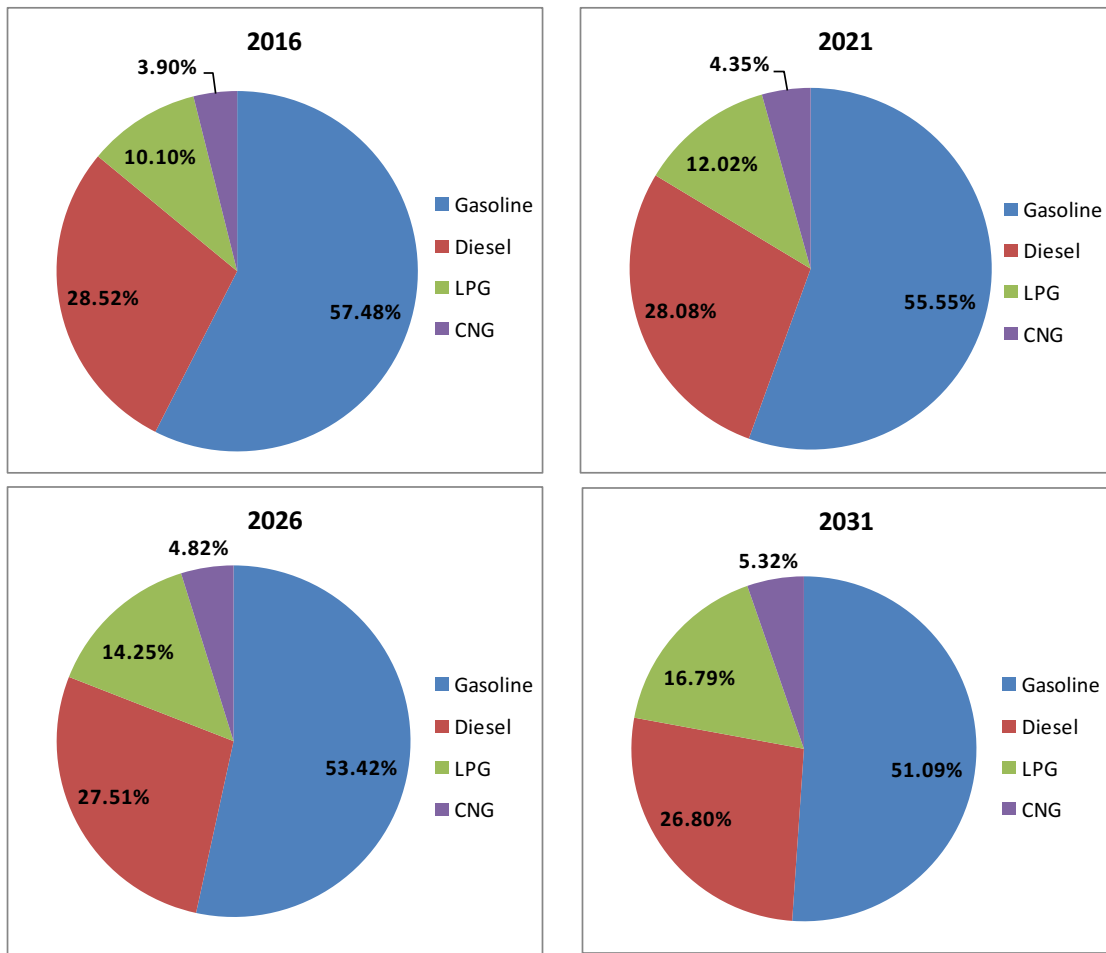 2016
3.90%
10.10%
28.52%
57.48%
Gasoline
Diesel
LPG
CNG
2021
4.35%
12.02%
28.08%
55.55%
Gasoline
Diesel
LPG
CNG
2026
4.82%
14.25%
27.51%
53.42%
Gasoline
Diesel
LPG
CNG
2031
5.32%
16.79%
26.80%
51.09%
Gasoline
Diesel
LPG
CNG